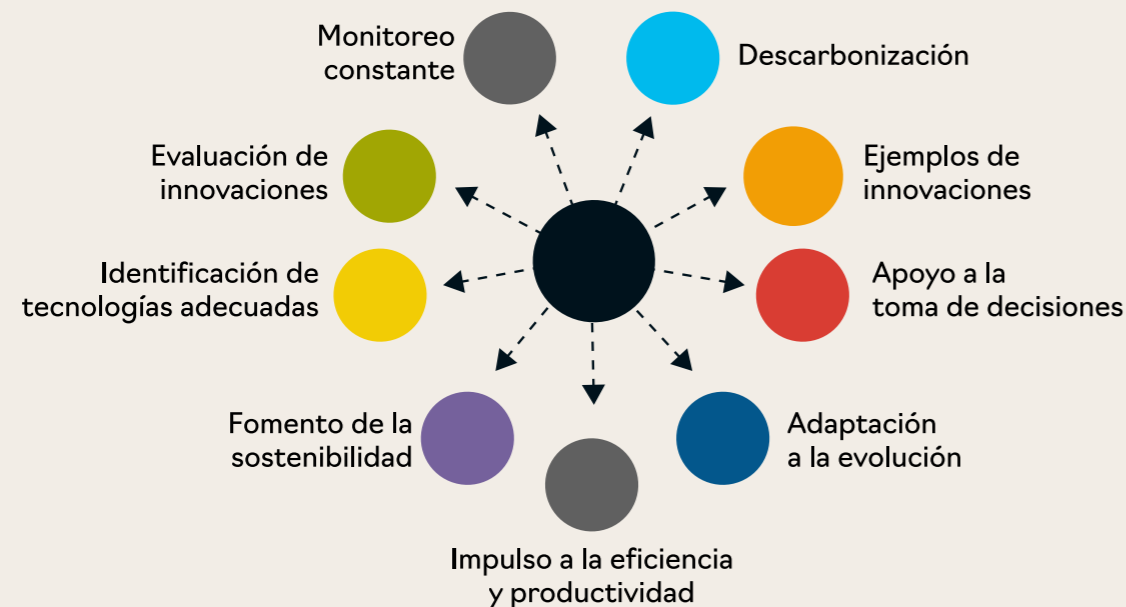 Monitoreo
constante
Descarbonización
Evaluación de
innovaciones
Ejemplos de
innovaciones
Identificación de
tecnologías adecuadas
Apoyo a la
toma de decisiones
Fomento de la
sostenibilidad
Adaptación
a la evolución
Impulso a la eficiencia
y productividad